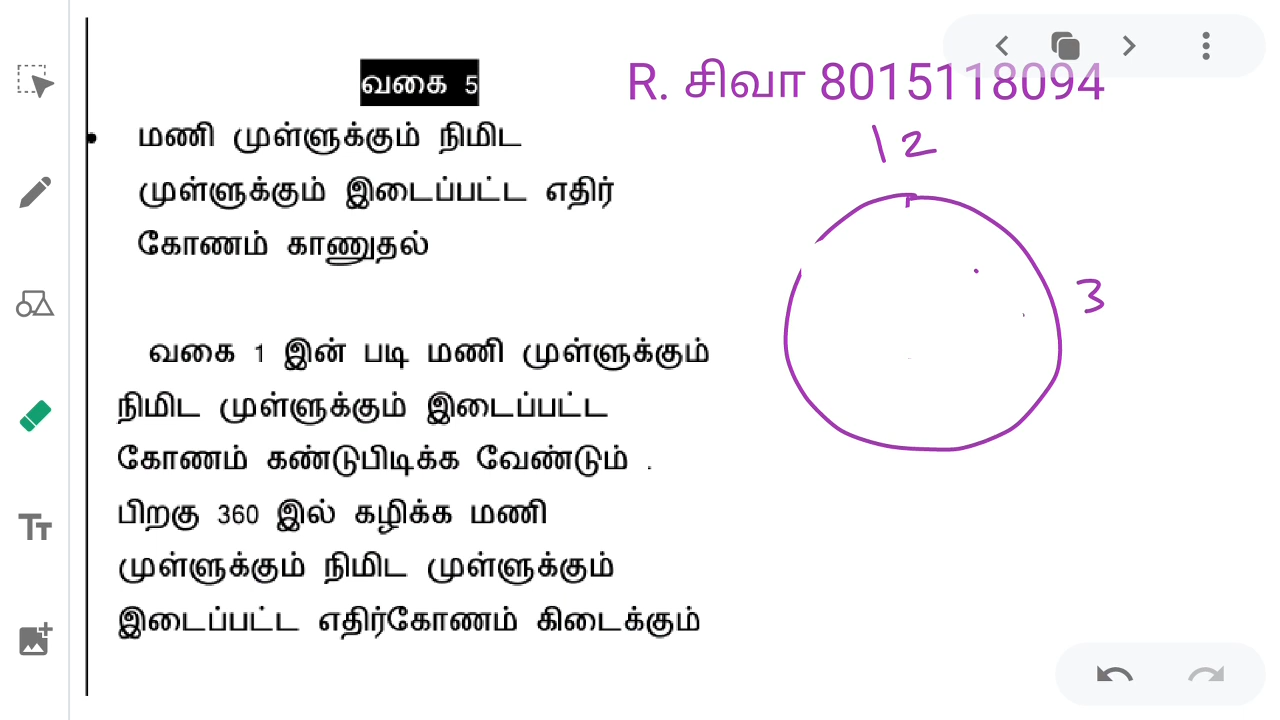 வகை 5
R. சிவா 8015118094
மணி முள்ளுக்கும் நிமிட
முள்ளுக்கும் இடைப்பட்ட எதிர்
கோணம் காணுதல்
வகை 1 இன் படி மணி முள்ளுக்கும்
நிமிட முள்ளுக்கும் இடைப்பட்ட
கோணம் கண்டுபிடிக்க வேண்டும் .
பிறகு 360 இல் கழிக்க மணி
முள்ளுக்கும் நிமிட முள்ளுக்கும்
இடைப்பட்ட எதிர்கோணம் கிடைக்கும்
12
3
Tт